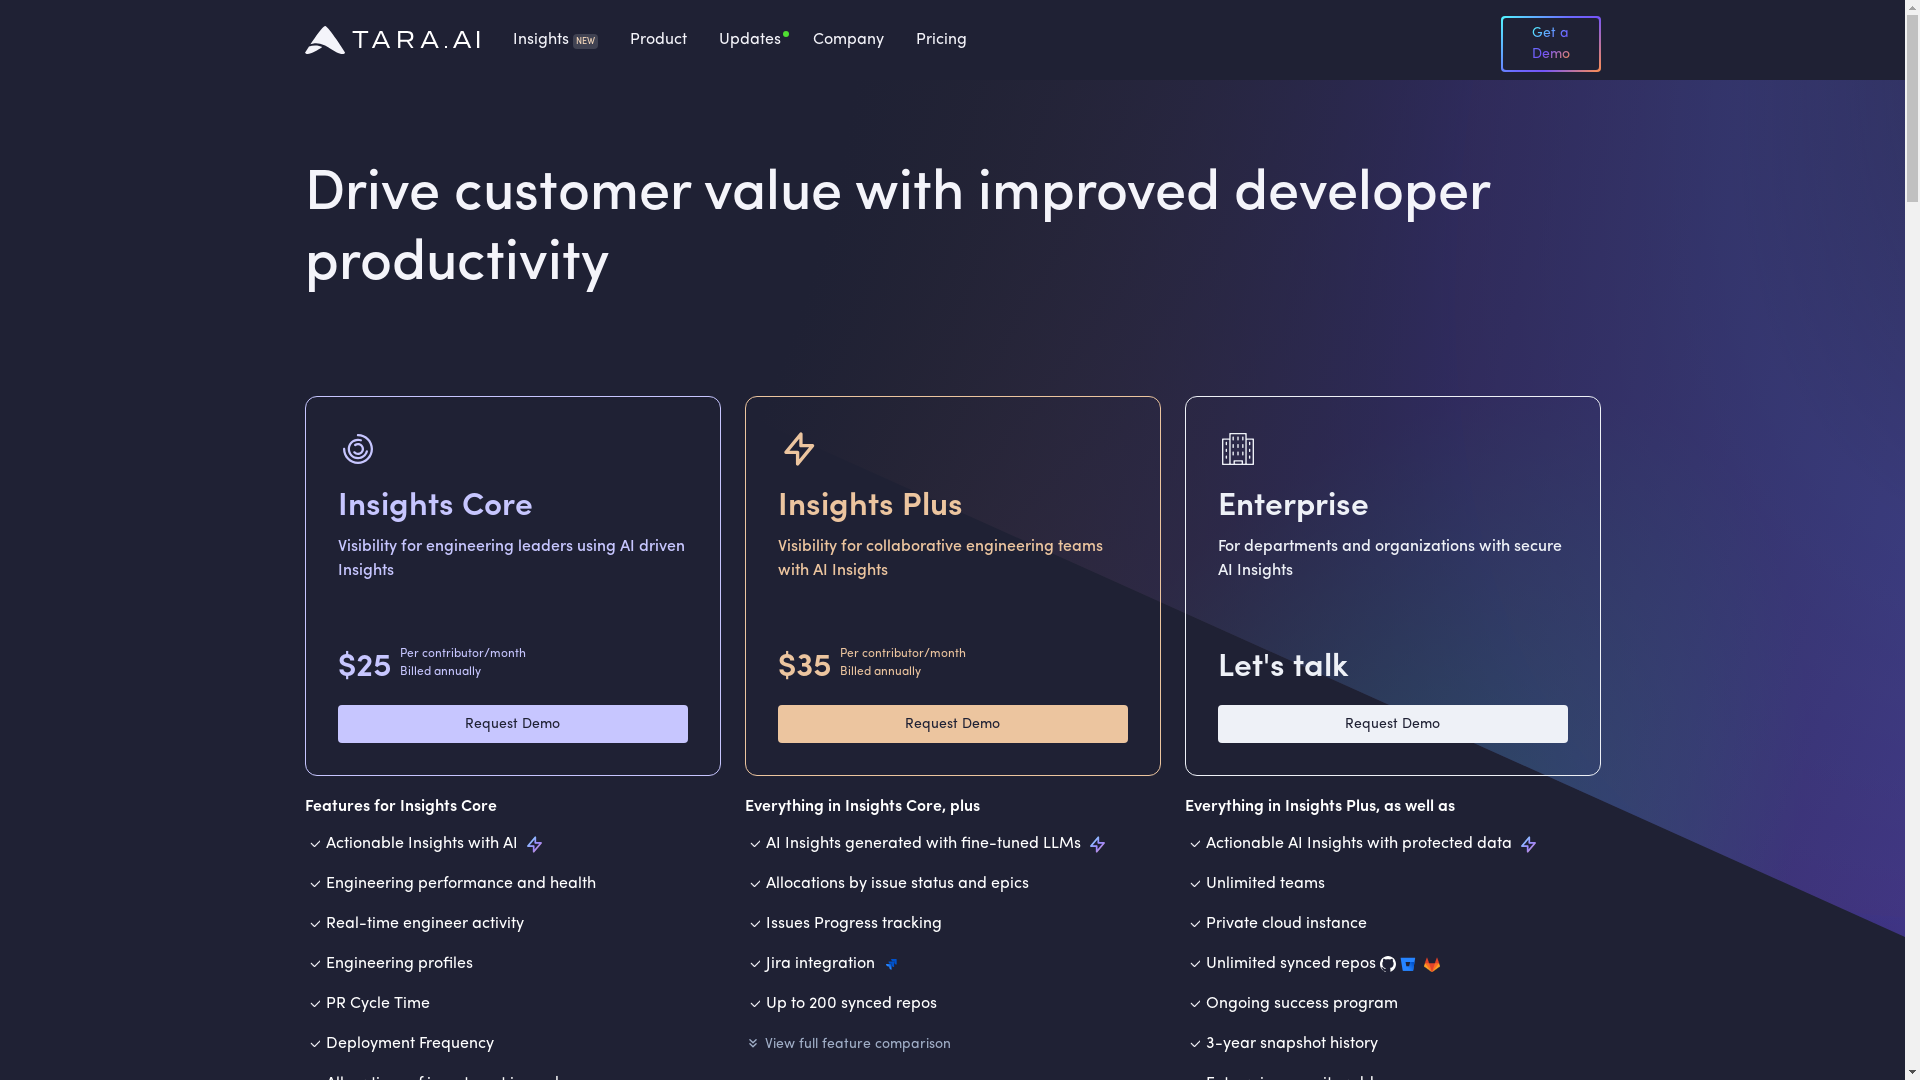 TARA.AI
Insights NEW
Product
Updates
Company
Pricing
Get a
Demo
Drive customer value with improved developer
productivity
Insights Core
Visibility for engineering leaders using AI driven
Insights
$25
Per contributor/month
Billed annually
Request Demo
Insights Plus
Visibility for collaborative engineering teams
with AI Insights
$35
Per contributor/month
Billed annually
Request Demo
Enterprise
For departments and organizations with secure
AI Insights
Let's talk
Request Demo
Features for Insights Core
Actionable Insights with AI
Engineering performance and health
Real-time engineer activity
Engineering profiles
PR Cycle Time
Deployment Frequency
Everything in Insights Core, plus
AI Insights generated with fine-tuned LLMs
Allocations by issue status and epics
Issues Progress tracking
Jira integration
Up to 200 synced repos
View full feature comparison
Everything in Insights Plus, as well as
Actionable AI Insights with protected data
Unlimited teams
Private cloud instance
Unlimited synced repos
Ongoing success program
3-year snapshot history